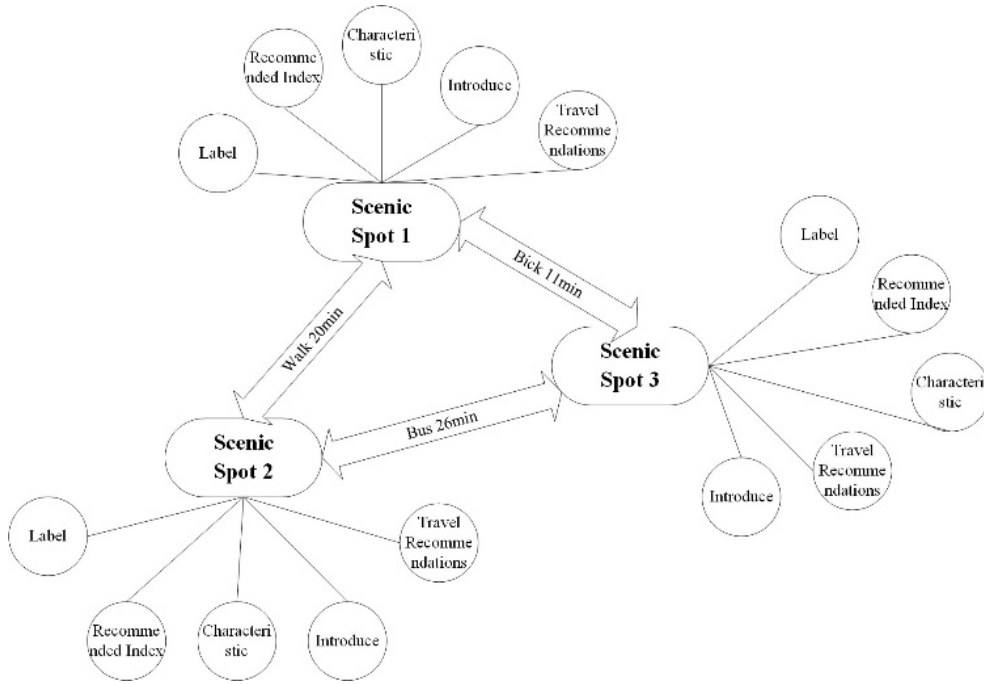 Characteri
stic
Recomme
nded Index
Introduce
Travel
Recomme
ndations
Label
Scenic
Spot 1
Label
Bick 11min
Recomme
nded Index
Walk 20min
Scenic
Spot 3
Characteri
stic
Bus 26min
Scenic
Spot 2
Travel
Recomme
ndations
Introduce
Label
Travel
Recomme
ndations
Recomme
nded Index
Characteri
stic
Introduce